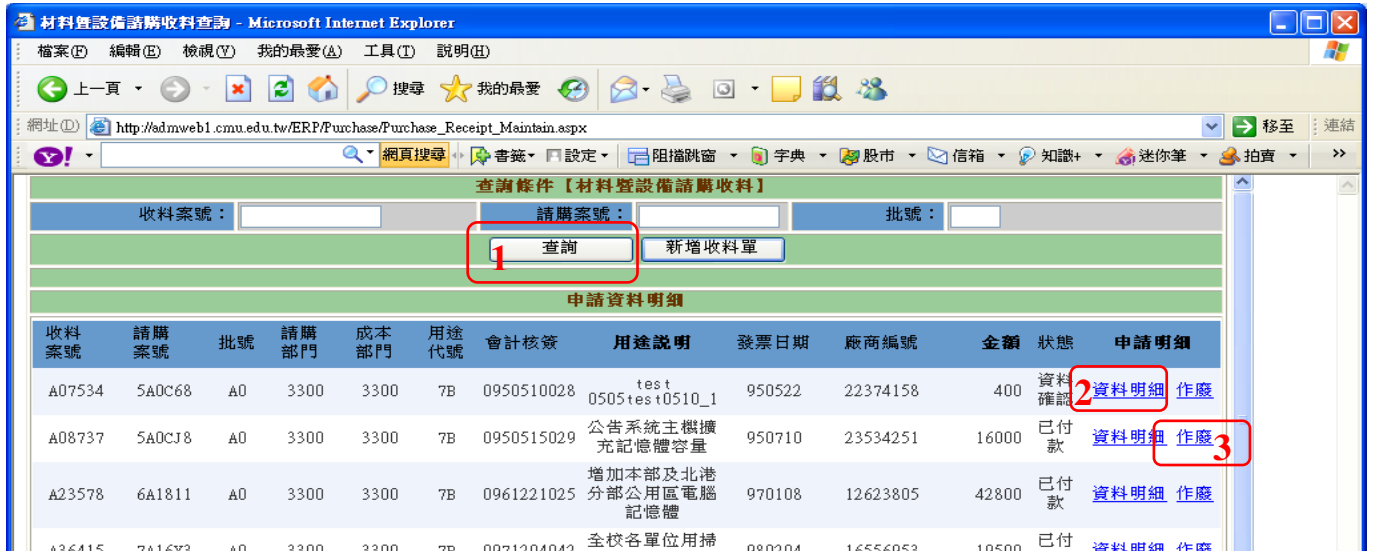 材料暨設備請購收料查詢 - Microsoft Internet Explorer
檔案(F) 編輯(E) 檢視(V) 我的最愛(A) 工具(T) 說明(H)
上一頁 搜尋 我的最愛
網址(D) http://admweb1.cmu.edu.tw/ERP/Purchase/Purchase_Receipt_Maintain.aspx 移至 連結
Y! 網頁搜尋 書籤 設定 阻擋跳窗 字典 股市 信箱 知識+ 迷你筆 拍賣 >>
查詢條件【材料暨設備請購收料】
收料案號： 請購案號： 批號：
1 查詢 新增收料單
申請資料明細
收料案號 請購案號 批號 請購部門 成本部門 用途代號 會計核簽 用途說明 發票日期 廠商編號 金額 狀態 申請明細
A07534 5A0C68 A0 3300 3300 7B 0950510028 test 0505test0510_1 950522 22374158 400 資料確認 2 資料明細 作廢
A08737 5A0CJ8 A0 3300 3300 7B 0950515029 公告系統主機擴充記憶體容量 950710 23534251 16000 已付款 資料明細 作廢 3
A23578 6A1811 A0 3300 3300 7B 0961221025 增加本部及北港分部公用區電腦記憶體 970108 12623805 42800 已付款 資料明細 作廢
A36415 7A16Y3 A0 3300 3300 7B 0971204042 全校各單位用掃 980204 16556953 19500 已付 資料明細 作廢